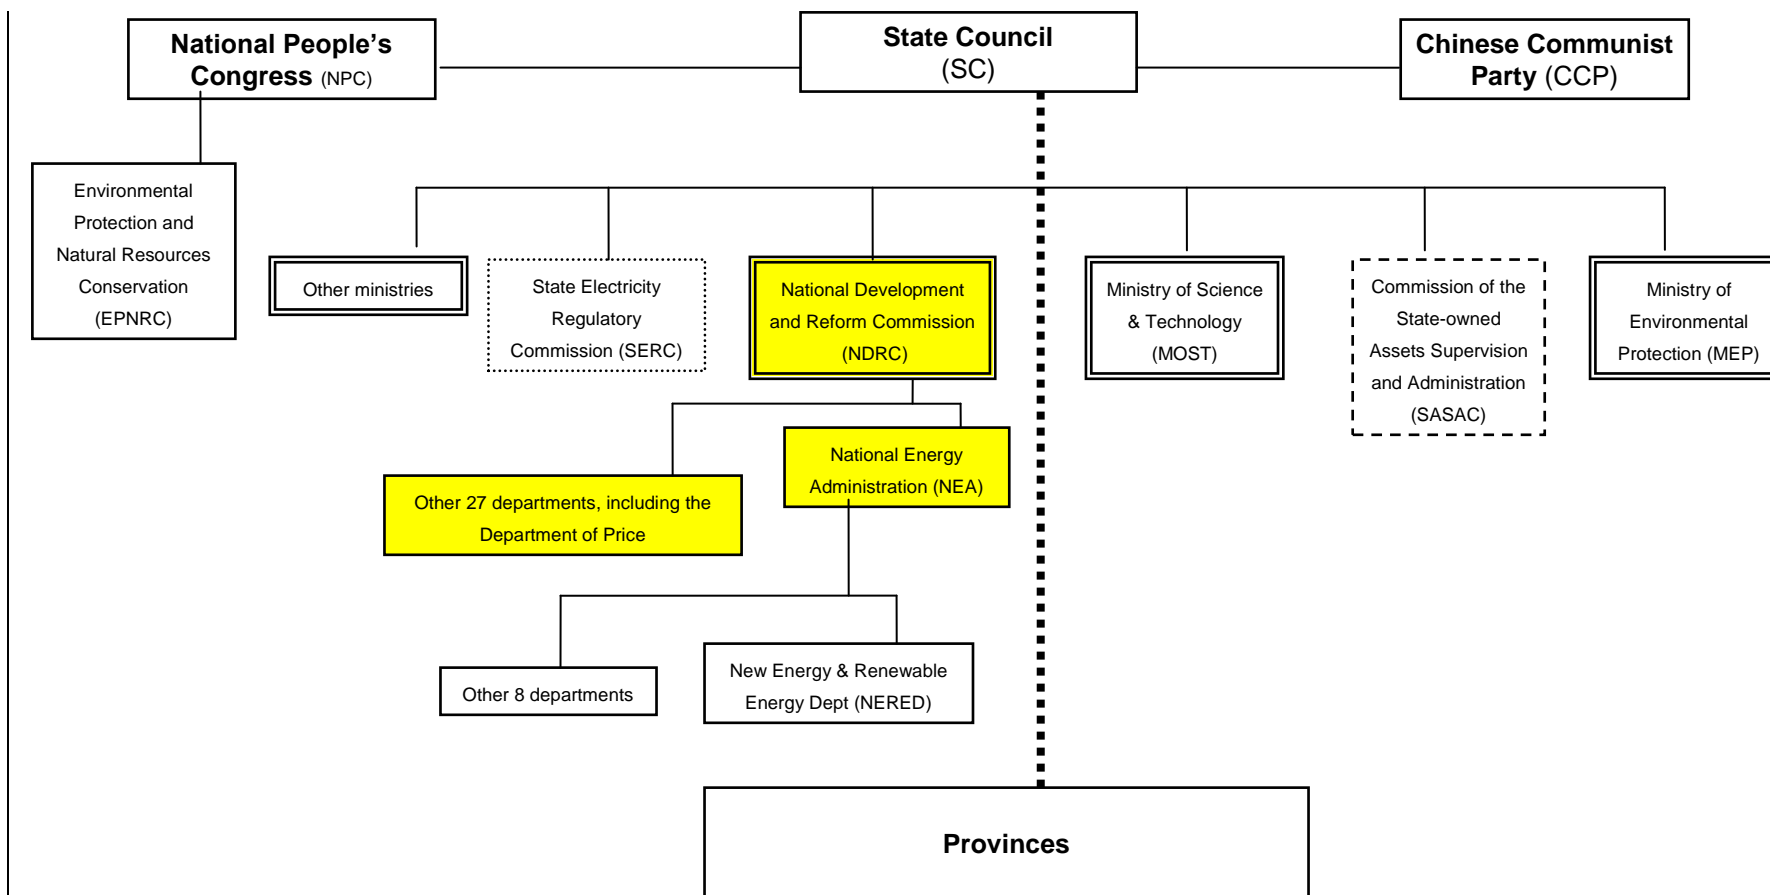 National People’s
Congress (NPC)
State Council
(SC)
Chinese Communist
Party (CCP)
Environmental
Protection and
Natural Resources
Conservation
(EPNRC)
Other ministries
State Electricity
Regulatory
Commission (SERC)
National Development
and Reform Commission
(NDRC)
Ministry of Science
& Technology
(MOST)
Commission of the
State-owned
Assets Supervision
and Administration
(SASAC)
Ministry of
Environmental
Protection (MEP)
National Energy
Administration (NEA)
Other 27 departments, including the
Department of Price
Other 8 departments
New Energy & Renewable
Energy Dept (NERED)
Provinces